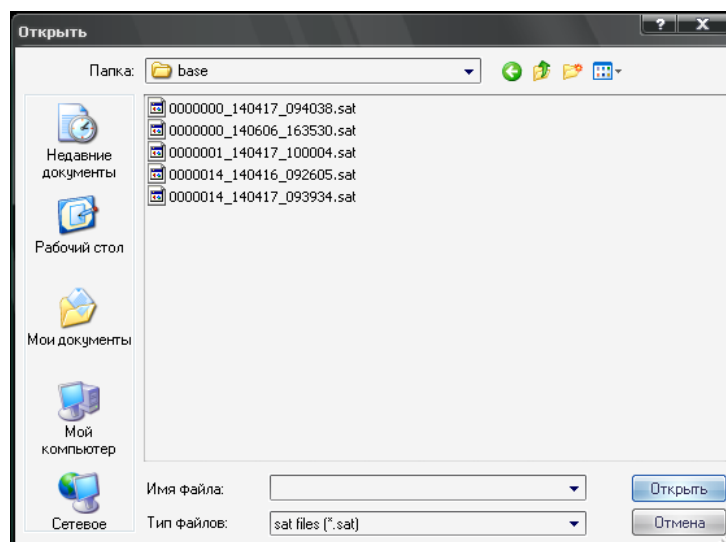 Открыть
? X
Папка: base
0000000_140417_094038.sat
0000000_140606_163530.sat
0000001_140417_100004.sat
0000014_140416_092605.sat
0000014_140417_093934.sat
Недавние
документы
Рабочий стол
Мои документы
Мой
компьютер
Сетевое
Имя файла:
Открыть
Тип файлов: sat files (*.sat)
Отмена